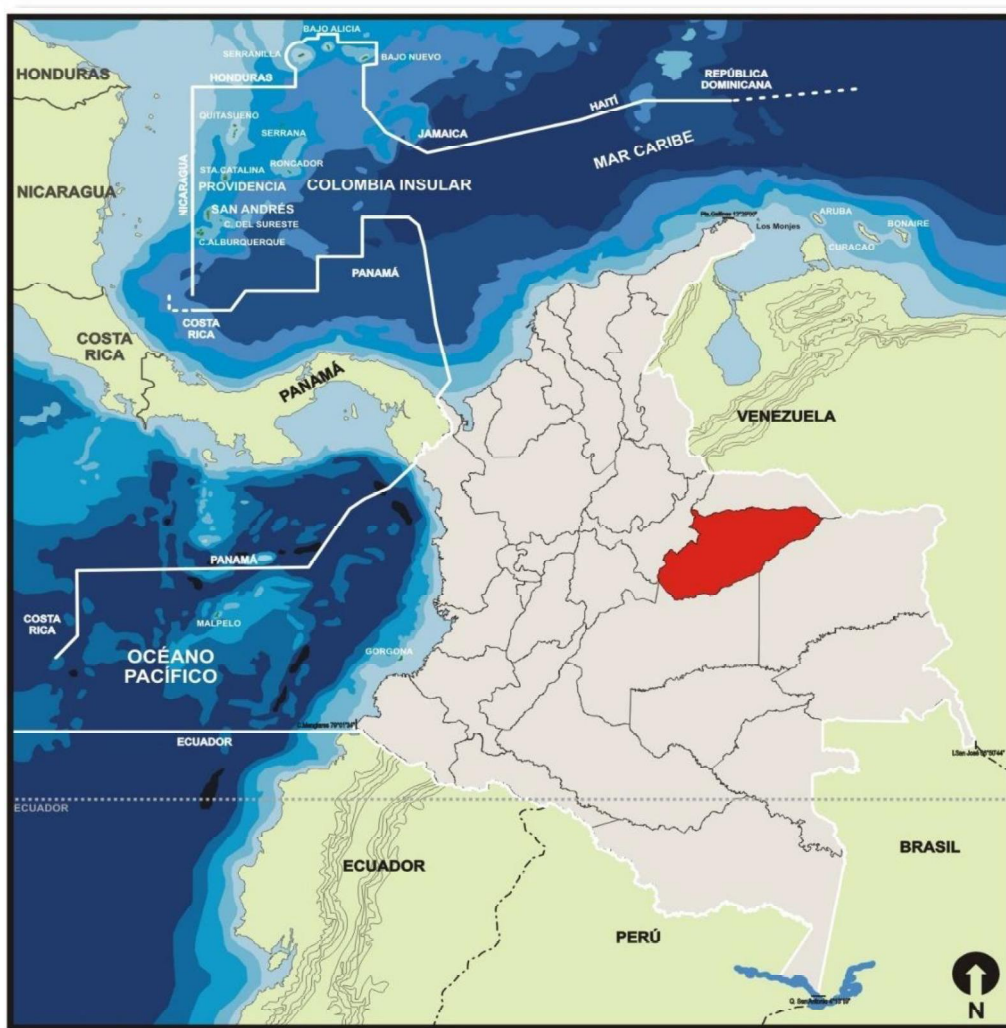 BAJO ALICIA
SERRANILLA
BAJO NUEVO
HONDURAS
HONDURAS
REPÚBLICA
DOMINICANA
HAITÍ
QUITASUEÑO
SERRANA
JAMAICA
MAR CARIBE
RONCADOR
STA.CATALINA
NICARAGUA
NICARAGUA
PROVIDENCIA
COLOMBIA INSULAR
SAN ANDRÉS
C. DEL SURESTE
C.ALBURQUERQUE
Los Monjes
ARUBA
BONAIRE
CURACAO
PANAMÁ
COSTA
RICA
COSTA
RICA
PANAMÁ
VENEZUELA
PANAMÁ
COSTA
RICA
MALPELO
OCÉANO
PACÍFICO
GORGONA
ECUADOR
ECUADOR
ECUADOR
BRASIL
PERÚ
N